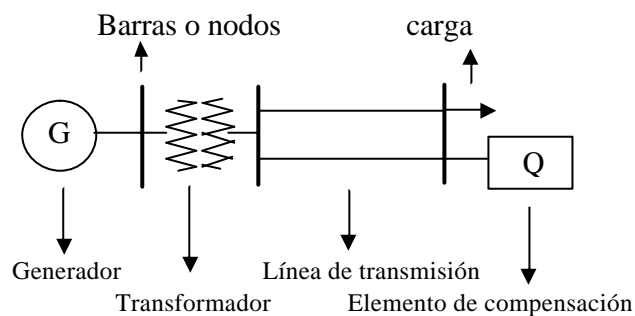 Barras o nodos
carga
G
Q
Generador
Línea de transmisión
Transformador
Elemento de compensación